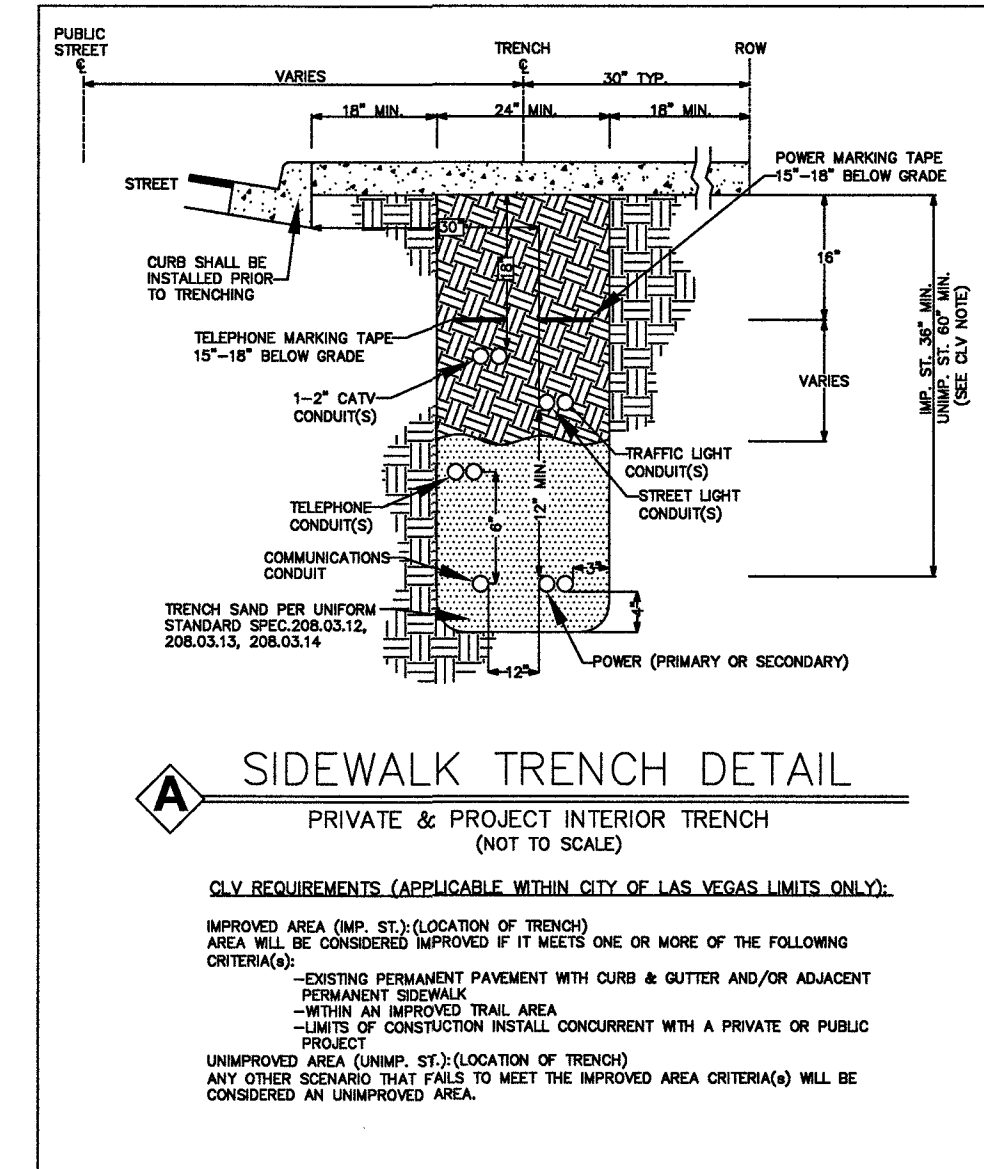 PUBLIC
STREET
℄
TRENCH
℄
ROW
VARIES
30" TYP.
18" MIN.
24" MIN.
18" MIN.
STREET
POWER MARKING TAPE
15"-18" BELOW GRADE
30"
18"
16"
CURB SHALL BE
INSTALLED PRIOR
TO TRENCHING
TELEPHONE MARKING TAPE
15"-18" BELOW GRADE
VARIES
IMP. ST. 36" MIN.
UNIMP. ST. 60" MIN.
(SEE CLV NOTE)
1-2" CATV
CONDUIT(S)
TRAFFIC LIGHT
CONDUIT(S)
STREET LIGHT
CONDUIT(S)
12" MIN.
TELEPHONE
CONDUIT(S)
6"
COMMUNICATIONS
CONDUIT
3"
4"
TRENCH SAND PER UNIFORM
STANDARD SPEC.208.03.12,
208.03.13, 208.03.14
POWER (PRIMARY OR SECONDARY)
12"
A
SIDEWALK TRENCH DETAIL
PRIVATE & PROJECT INTERIOR TRENCH
(NOT TO SCALE)
CLV REQUIREMENTS (APPLICABLE WITHIN CITY OF LAS VEGAS LIMITS ONLY):
IMPROVED AREA (IMP. ST.):(LOCATION OF TRENCH)
AREA WILL BE CONSIDERED IMPROVED IF IT MEETS ONE OR MORE OF THE FOLLOWING
CRITERIA(s):
-EXISTING PERMANENT PAVEMENT WITH CURB & GUTTER AND/OR ADJACENT
PERMANENT SIDEWALK
-WITHIN AN IMPROVED TRAIL AREA
-LIMITS OF CONSTUCTION INSTALL CONCURRENT WITH A PRIVATE OR PUBLIC
PROJECT
UNIMPROVED AREA (UNIMP. ST.):(LOCATION OF TRENCH)
ANY OTHER SCENARIO THAT FAILS TO MEET THE IMPROVED AREA CRITERIA(s) WILL BE
CONSIDERED AN UNIMPROVED AREA.